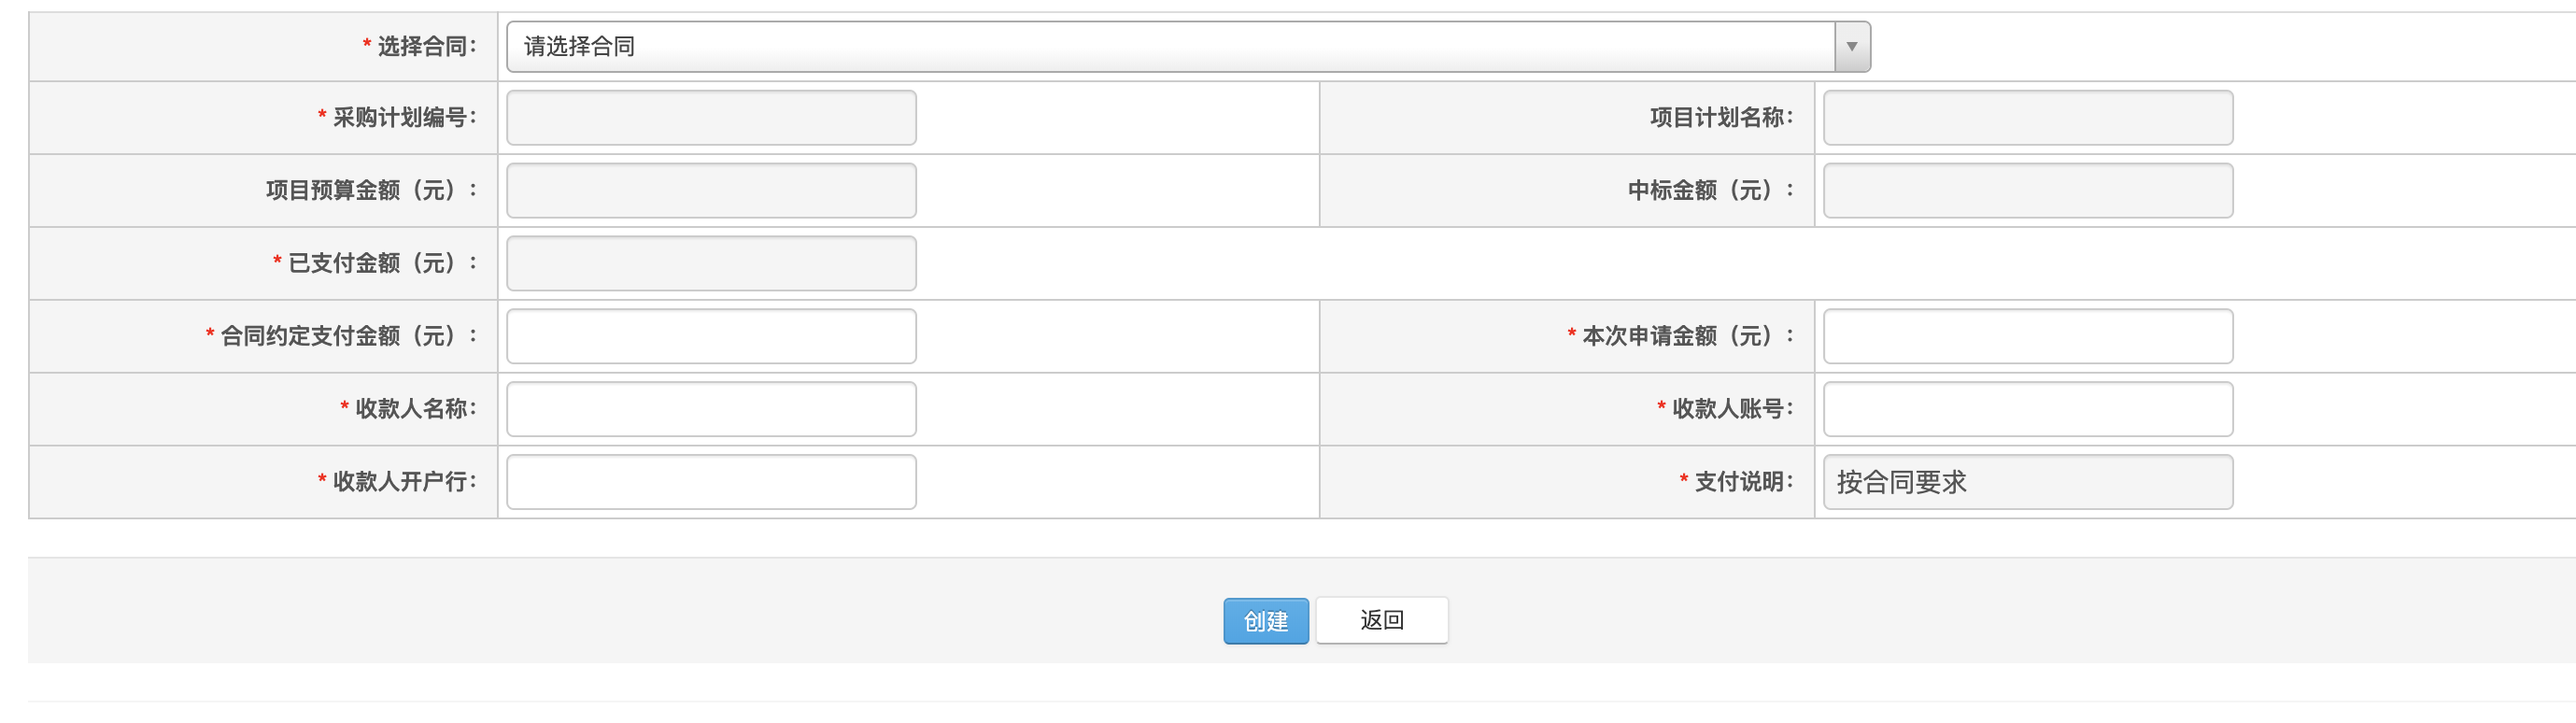 * 选择合同： 请选择合同
* 采购计划编号： 项目计划名称：
项目预算金额（元）： 中标金额（元）：
* 已支付金额（元）：
* 合同约定支付金额（元）： * 本次申请金额（元）：
* 收款人名称： * 收款人账号：
* 收款人开户行： * 支付说明： 按合同要求
创建 返回